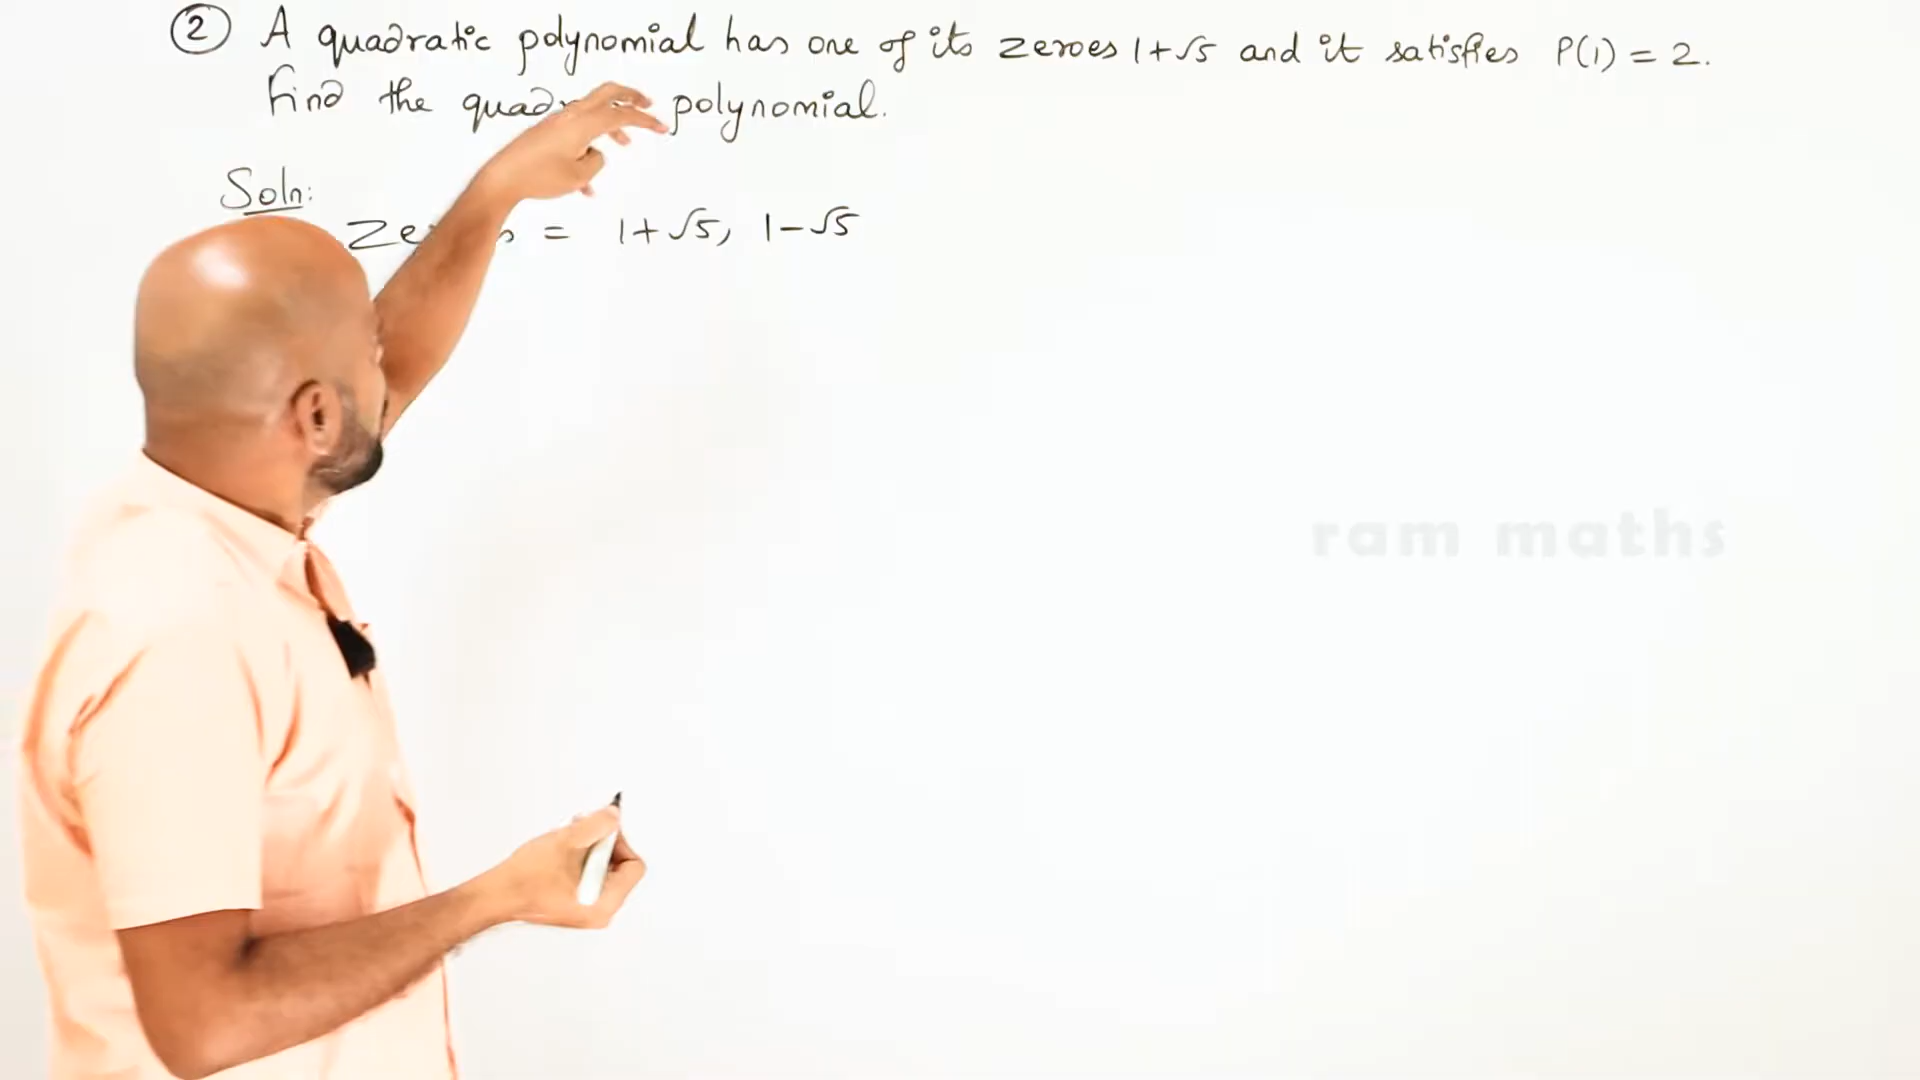 ② A quadratic polynomial has one of its zeroes 1+√5 and it satisfies P(1) = 2.
Find the polynomial.
Soln:
= 1+√5, 1-√5
ram maths